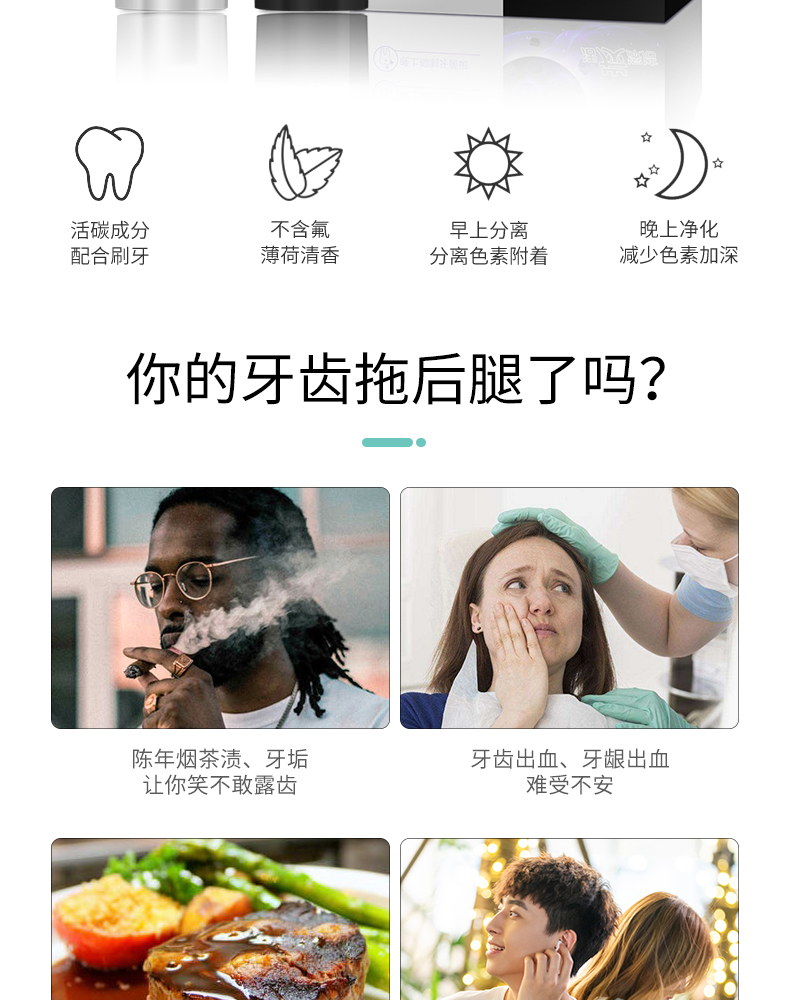 活碳成分
配合刷牙
不含氟
薄荷清香
早上分离
分离色素附着
晚上净化
减少色素加深
你的牙齿拖后腿了吗？
陈年烟茶渍、牙垢
让你笑不敢露齿
牙齿出血、牙龈出血
难受不安